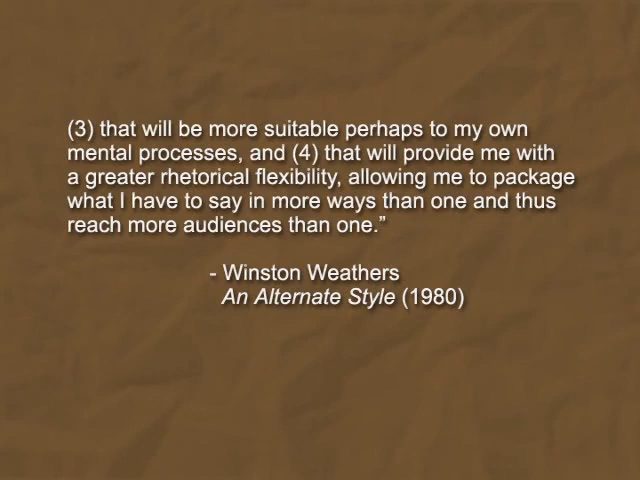 (3) that will be more suitable perhaps to my own
mental processes, and (4) that will provide me with
a greater rhetorical flexibility, allowing me to package
what I have to say in more ways than one and thus
reach more audiences than one.”
- Winston Weathers
An Alternate Style (1980)